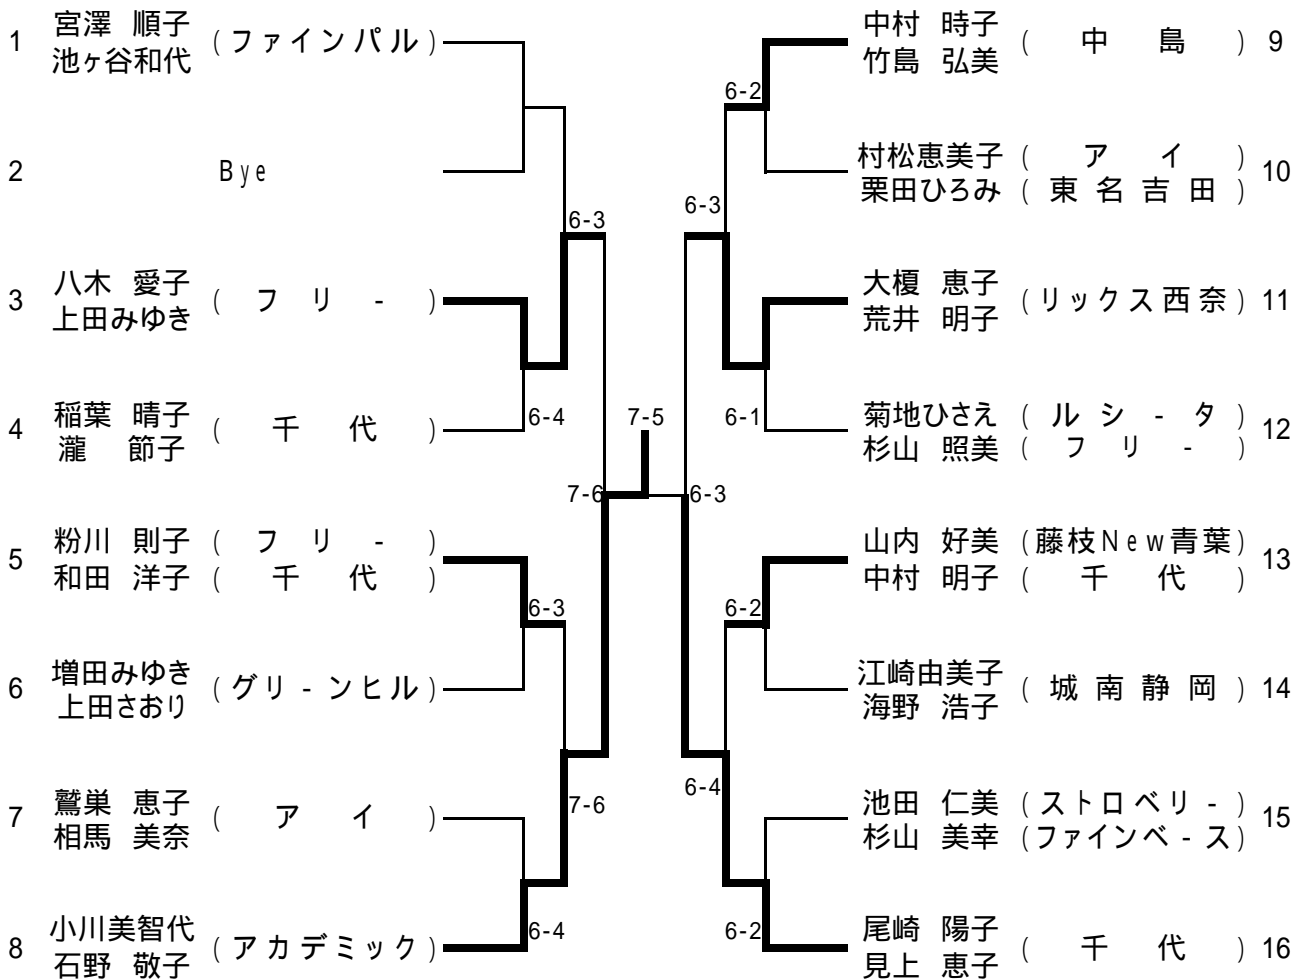 1 宮澤 順子 (ファインパル)
池ヶ谷和代
2 Bye
3 八木 愛子 (フリ-)
上田みゆき
4 稲葉 晴子 (千代)
瀧 節子
5 粉川 則子 (フリ-)
和田 洋子 (千代)
6 増田みゆき (グリ-ンヒル)
上田さおり
7 鷲巣 恵子 (アイ)
相馬 美奈
8 小川美智代 (アカデミック)
石野 敬子
6-3
6-4
6-3
7-6
6-4
7-6
7-5
6-3
6-2
6-3
6-1
6-2
6-4
6-2
中村 時子 (中島) 9
竹島 弘美
村松恵美子 (アイ) 10
栗田ひろみ (東名吉田)
大榎 恵子 (リックス西奈) 11
荒井 明子
菊地ひさえ (ルシ-タ) 12
杉山 照美 (フリ-)
山内 好美 (藤枝New青葉) 13
中村 明子 (千代)
江崎由美子 (城南静岡) 14
海野 浩子
池田 仁美 (ストロベリ-) 15
杉山 美幸 (ファインベ-ス)
尾崎 陽子 (千代) 16
見上 恵子